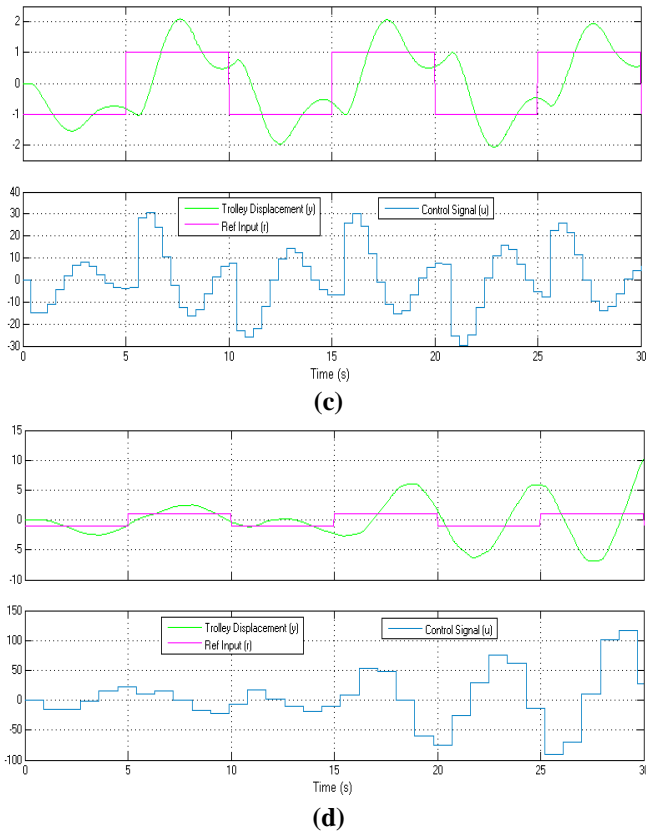 2
1
0
-1
-2
40
30
20
10
0
-10
-20
-30
Trolley Displacement (y)
Ref Input (r)
Control Signal (u)
0 5 10 15 20 25 30
Time (s)
(c)
15
10
5
0
-5
-10
150
100
50
0
-50
-100
Trolley Displacement (y)
Ref Input (r)
Control Signal (u)
0 5 10 15 20 25 30
Time (s)
(d)